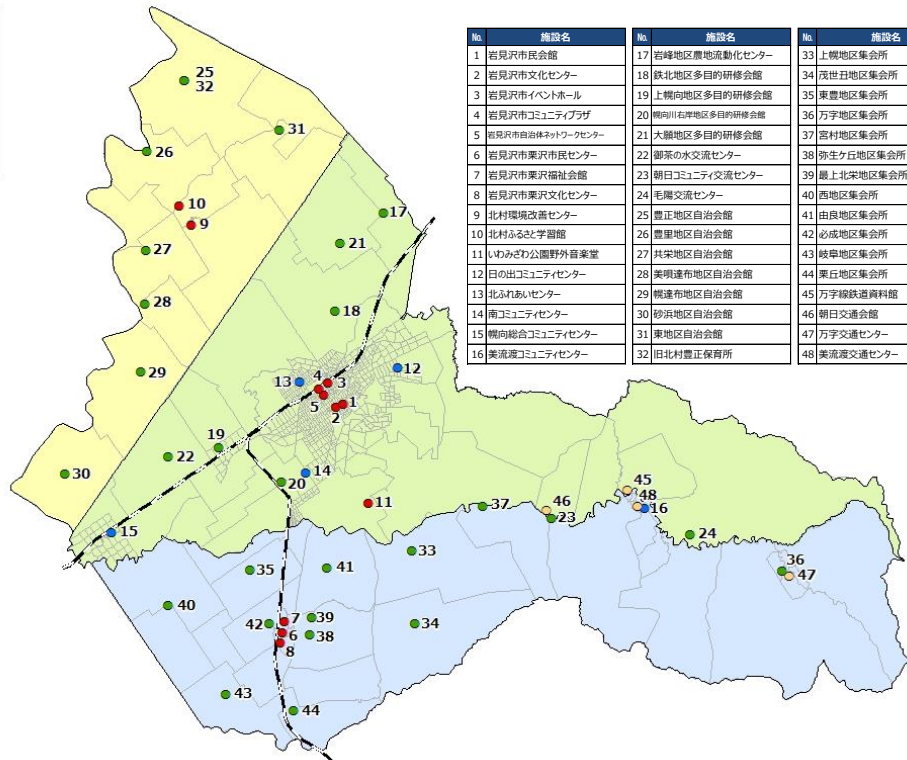 No. 施設名 No. 施設名 No. 施設名
1 岩見沢市民会館 17 岩峰地区農地流動化センター 33 上幌地区集会所
2 岩見沢市文化センター 18 鉄北地区多目的研修会館 34 茂世丑地区集会所
3 岩見沢市イベントホール 19 上幌向地区多目的研修会館 35 東豊地区集会所
4 岩見沢市コミュニティプラザ 20 幌向川右岸地区多目的研修会館 36 万字地区集会所
5 岩見沢市自治体ネットワークセンター 21 大願地区多目的研修会館 37 宮村地区集会所
6 岩見沢市栗沢市民センター 22 御茶の水交流センター 38 弥生ケ丘地区集会所
7 岩見沢市栗沢福祉会館 23 朝日コミュニティ交流センター 39 最上北栄地区集会所
8 岩見沢市栗沢文化センター 24 毛陽交流センター 40 西地区集会所
9 北村環境改善センター 25 豊正地区自治会館 41 由良地区集会所
10 北村ふるさと学習館 26 豊里地区自治会館 42 必成地区集会所
11 いわみざわ公園野外音楽堂 27 共栄地区自治会館 43 岐阜地区集会所
12 日の出コミュニティセンター 28 美唄達布地区自治会館 44 栗丘地区集会所
13 北ふれあいセンター 29 幌達布地区自治会館 45 万字線鉄道資料館
14 南コミュニティセンター 30 砂浜地区自治会館 46 朝日交通会館
15 幌向総合コミュニティセンター 31 東地区自治会館 47 万字交通センター
16 美流渡コミュニティセンター 32 旧北村豊正保育所 48 美流渡交通センター
25
32
31
26
10
9
17
21
27
28
18
29
13
4
3
12
5
1
2
19
22
14
20
30
11
15
37
46
23
45
48
16
24
33
41
35
36
47
40
7
39
42
6
38
34
8
43
44